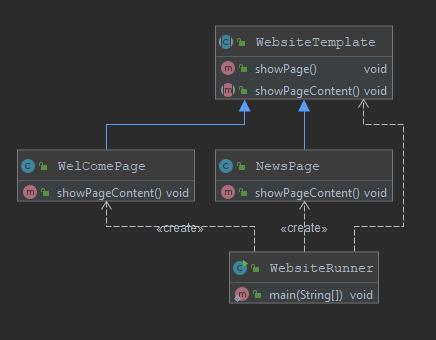 WebsiteTemplate
showPage() void
showPageContent() void
WelComePage
showPageContent() void
NewsPage
showPageContent() void
«create»
«create»
WebsiteRunner
main(String[]) void